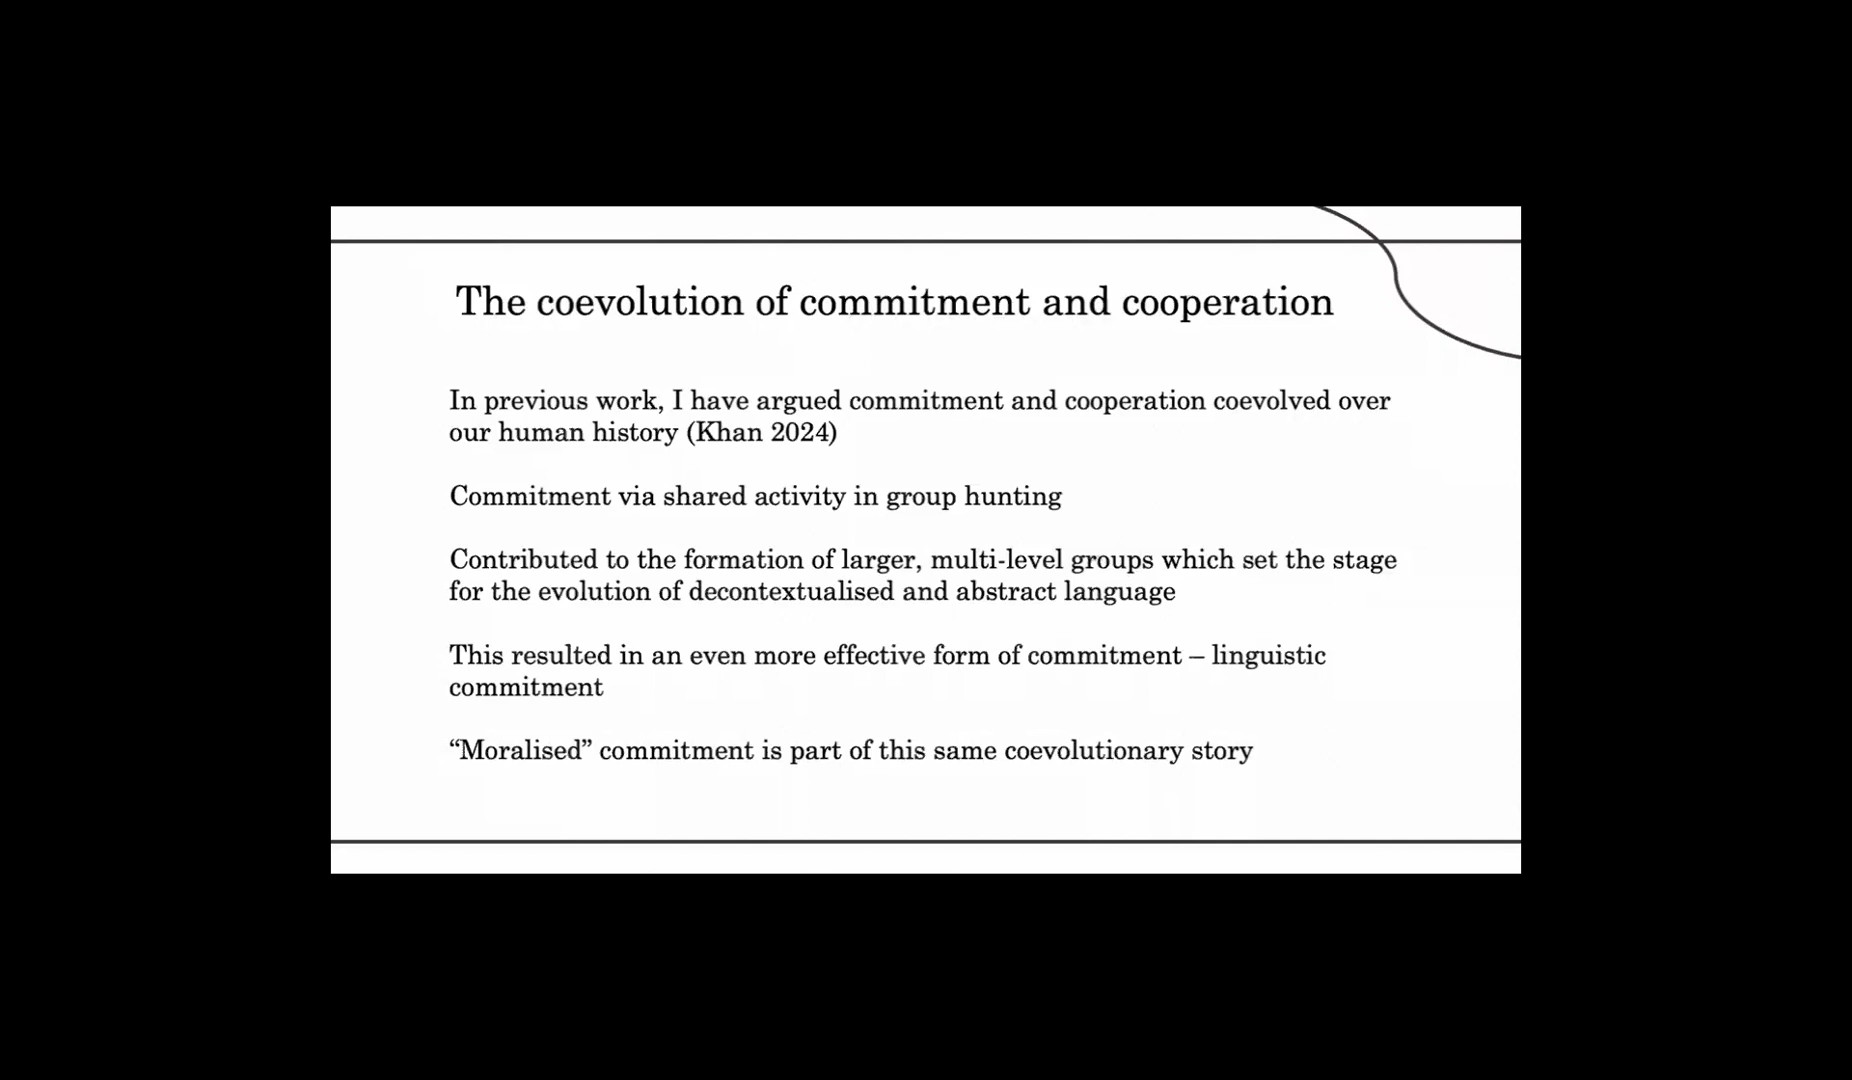 The coevolution of commitment and cooperation
In previous work, I have argued commitment and cooperation coevolved over
our human history (Khan 2024)
Commitment via shared activity in group hunting
Contributed to the formation of larger, multi-level groups which set the stage
for the evolution of decontextualised and abstract language
This resulted in an even more effective form of commitment – linguistic
commitment
“Moralised” commitment is part of this same coevolutionary story